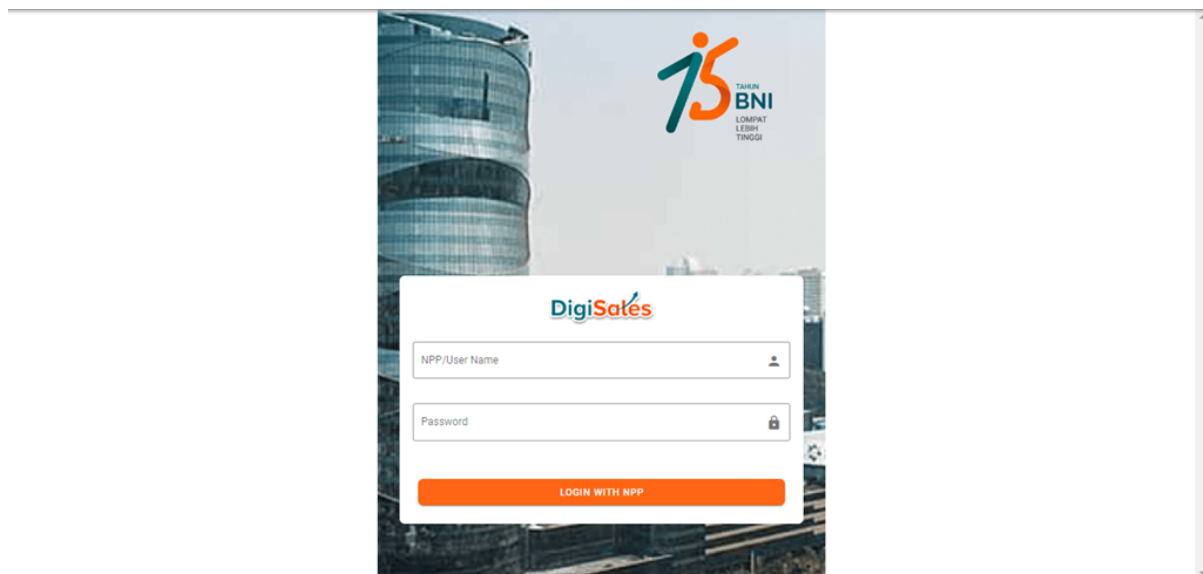 75
TAHUN
BNI
LOMPAT
LEBIH
TINGGI
DigiSales
NPP/User Name
Password
LOGIN WITH NPP